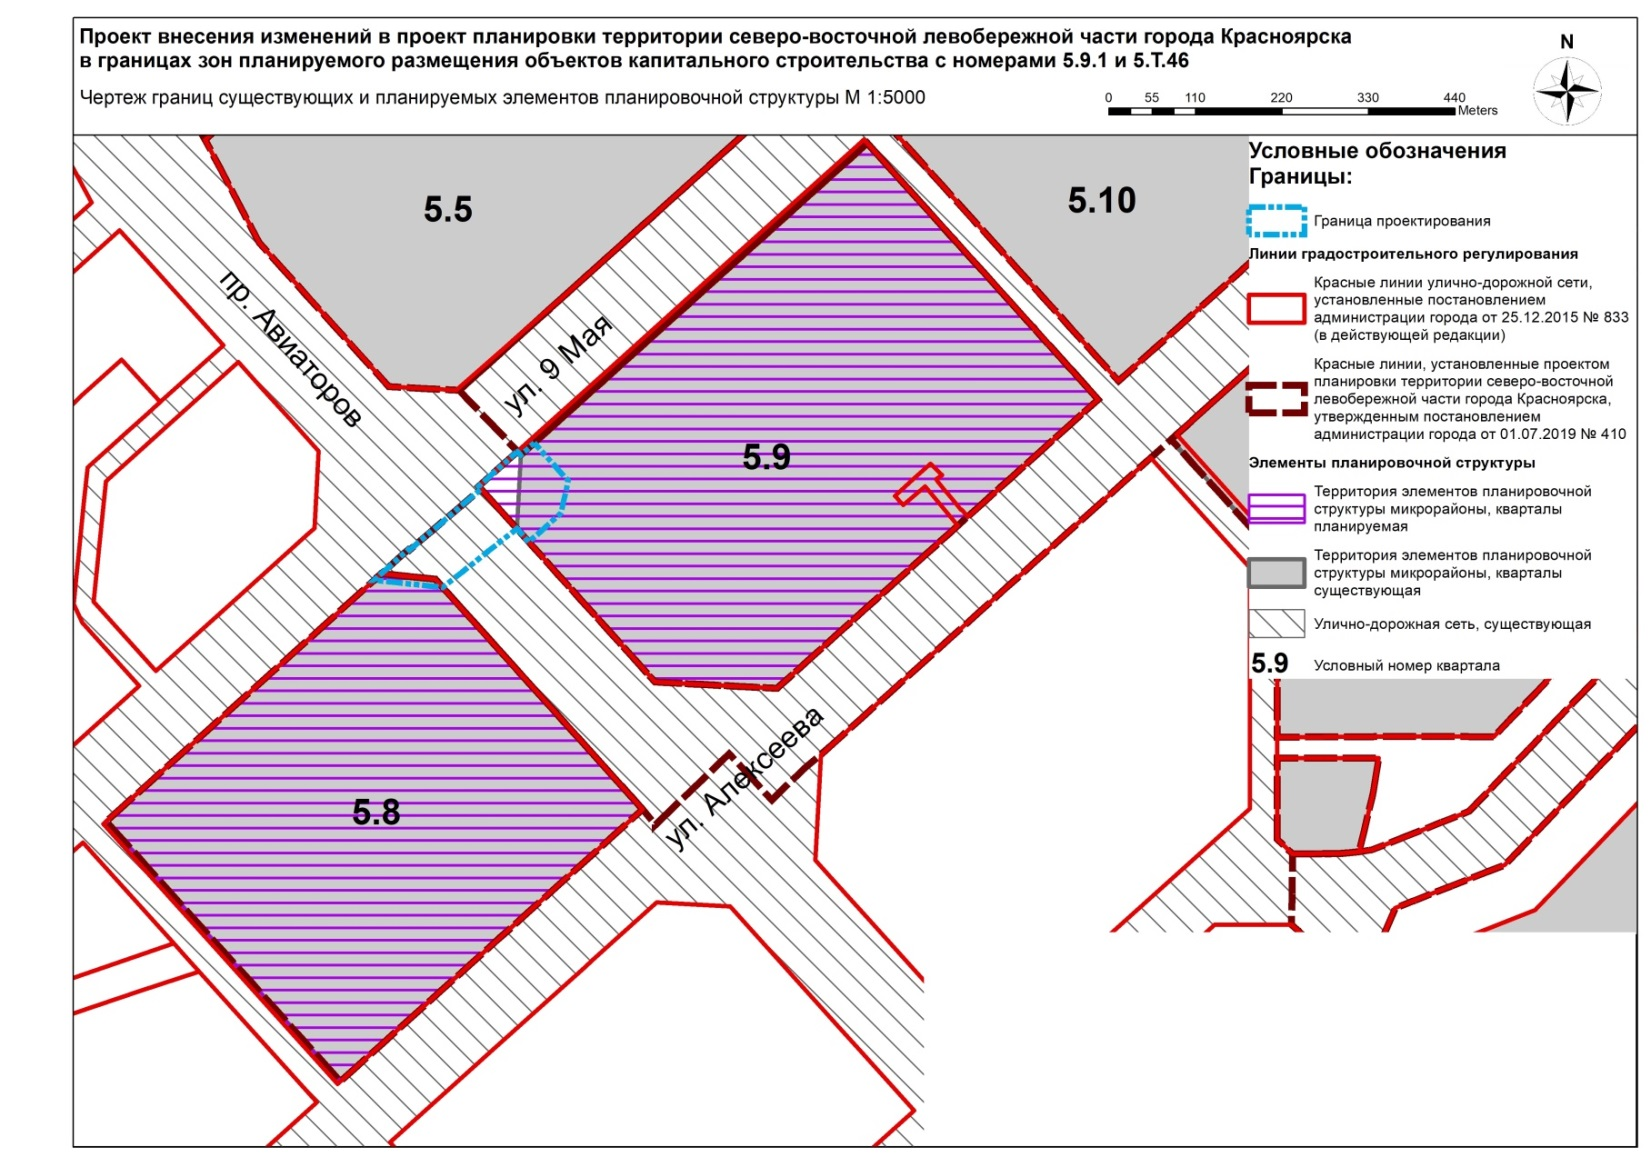 Проект внесения изменений в проект планировки территории северо-восточной левобережной части города Красноярска
в границах зон планируемого размещения объектов капитального строительства с номерами 5.9.1 и 5.Т.46
Чертеж границ существующих и планируемых элементов планировочной структуры М 1:5000
0 55 110 220 330 440
Meters
N
Условные обозначения
Границы:
Граница проектирования
Линии градостроительного регулирования
Красные линии улично-дорожной сети,
установленные постановлением
администрации города от 25.12.2015 № 833
(в действующей редакции)
Красные линии, установленные проектом
планировки территории северо-восточной
левобережной части города Красноярска,
утвержденным постановлением
администрации города от 01.07.2019 № 410
Элементы планировочной структуры
Территория элементов планировочной
структуры микрорайоны, кварталы
планируемая
Территория элементов планировочной
структуры микрорайоны, кварталы
существующая
Улично-дорожная сеть, существующая
5.9 Условный номер квартала
5.5
5.10
пр. Авиаторов
ул. 9 Мая
5.9
ул. Алексеева
5.8